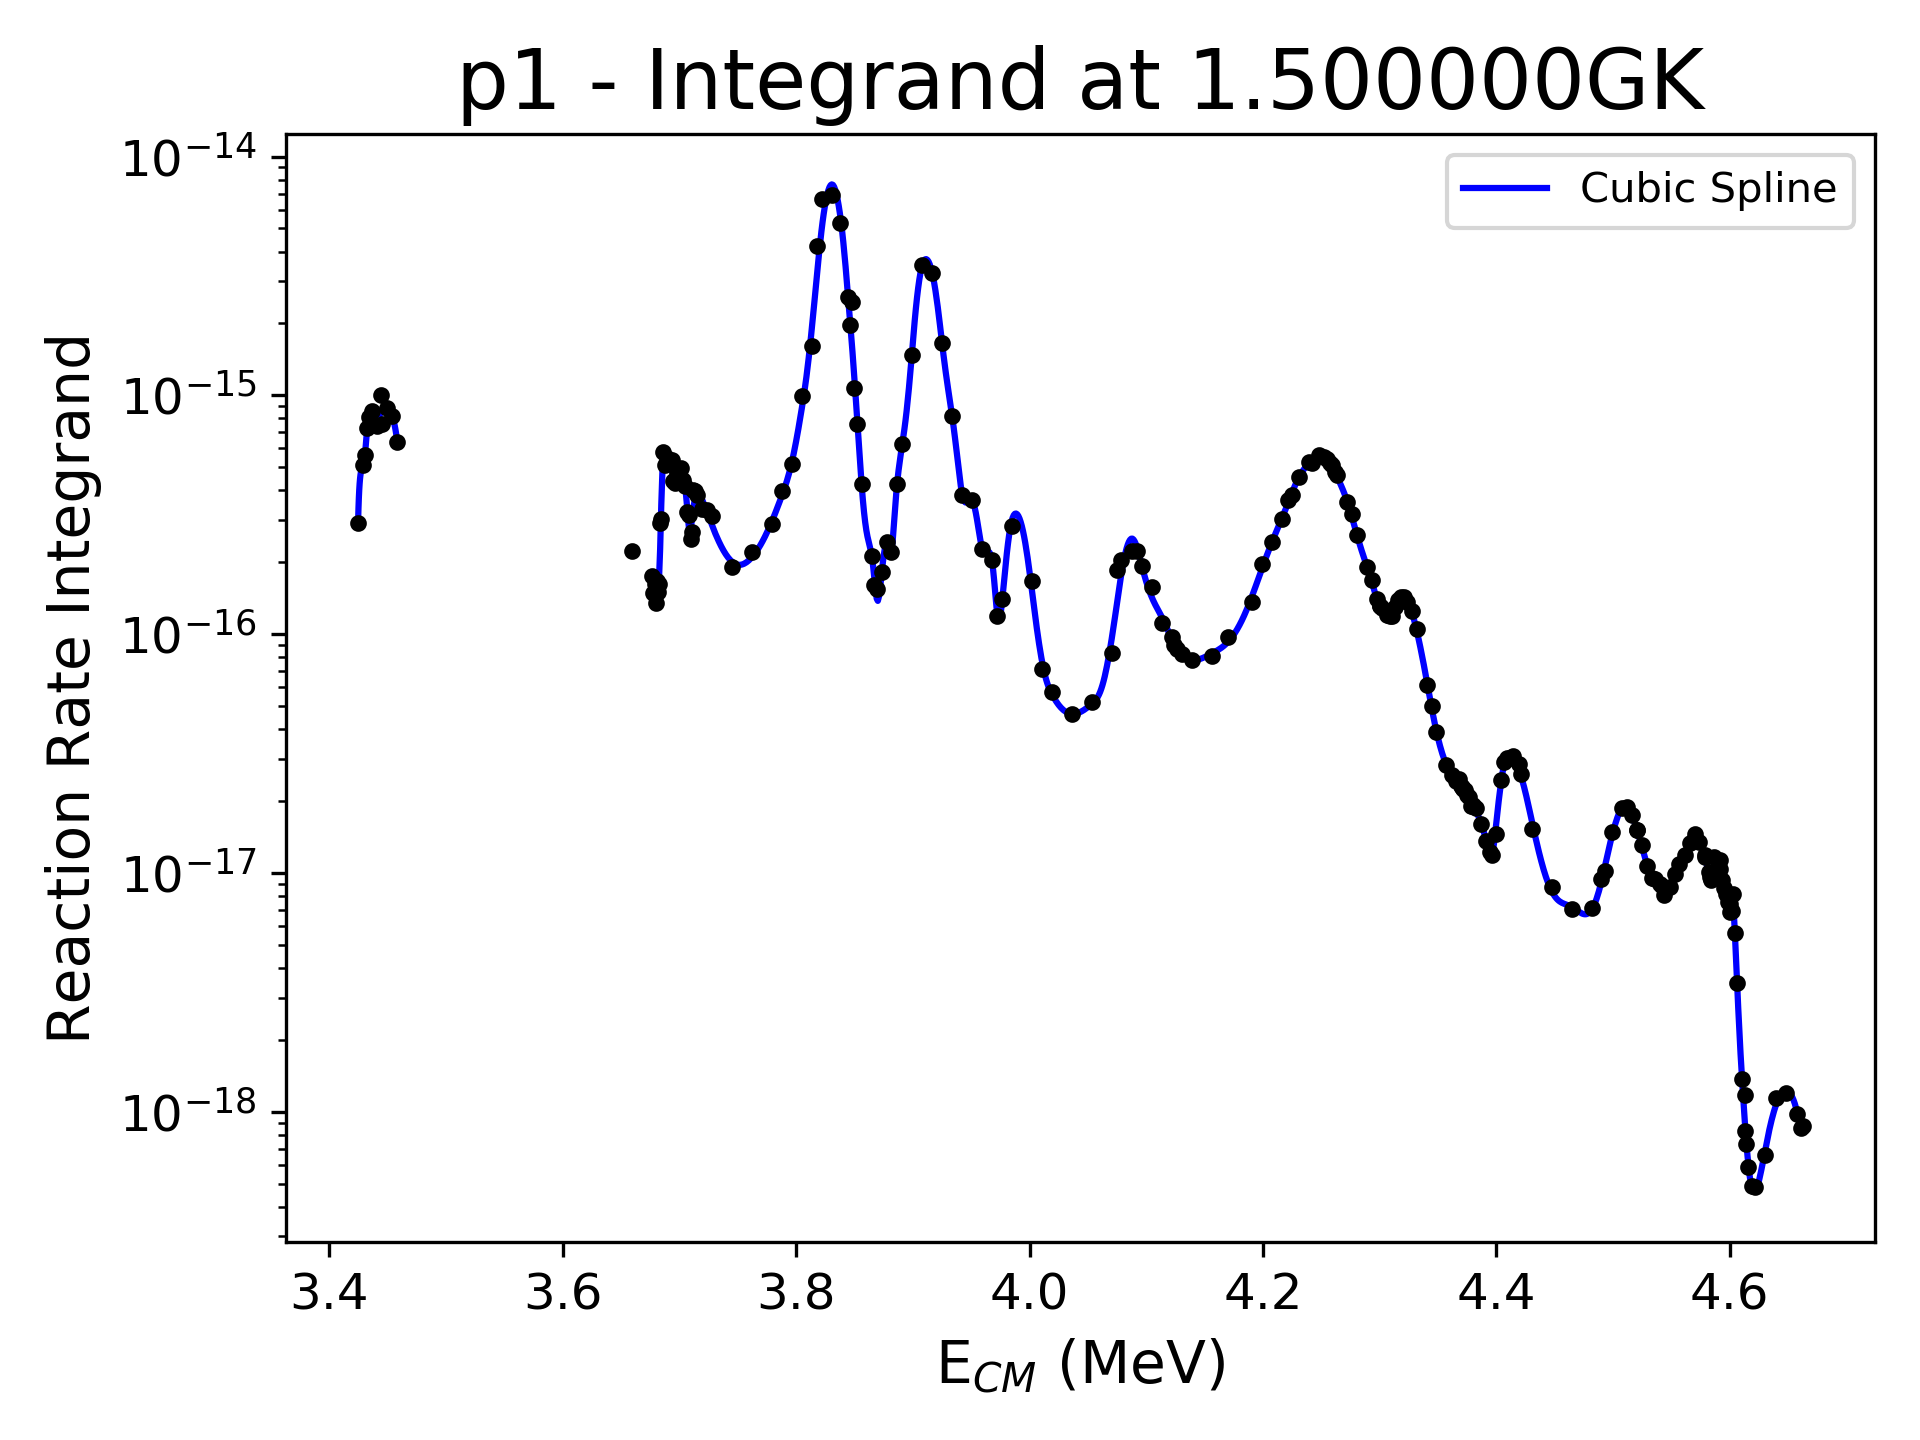 p1 - Integrand at 1.500000GK
Cubic Spline
Reaction Rate Integrand
10⁻¹⁴
10⁻¹⁵
10⁻¹⁶
10⁻¹⁷
10⁻¹⁸
3.4 3.6 3.8 4.0 4.2 4.4 4.6
E_CM (MeV)